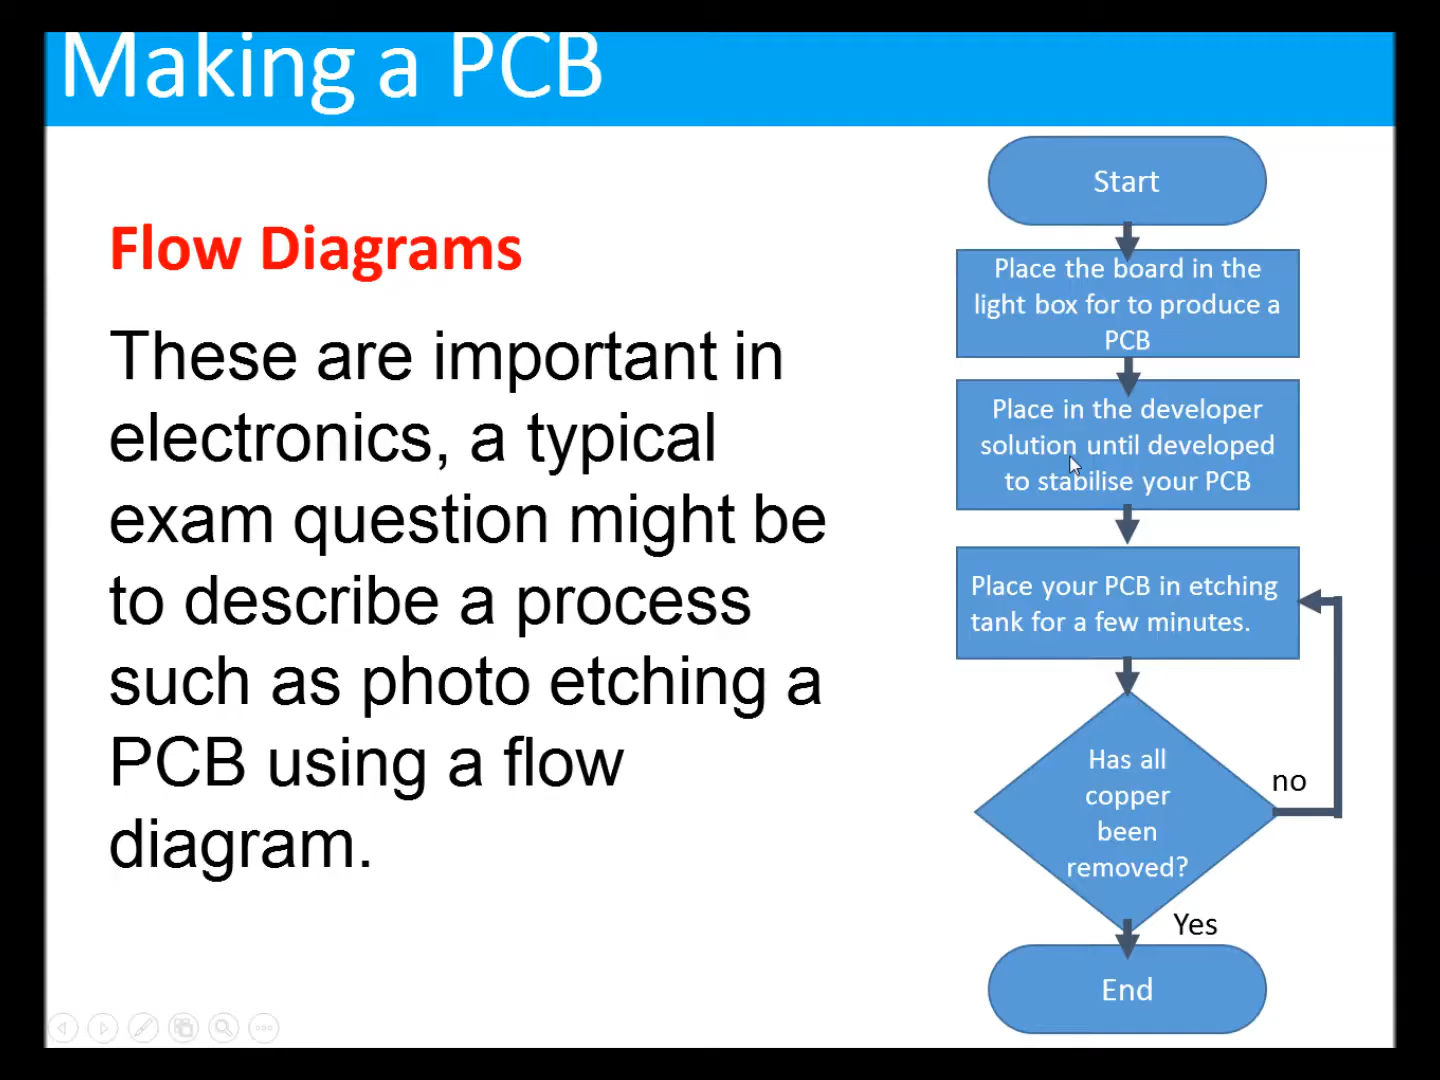 Making a PCB
Flow Diagrams
These are important in
electronics, a typical
exam question might be
to describe a process
such as photo etching a
PCB using a flow
diagram.
Start
Place the board in the
light box for to produce a
PCB
Place in the developer
solution until developed
to stabilise your PCB
Place your PCB in etching
tank for a few minutes.
Has all
copper
been
removed?
no
Yes
End